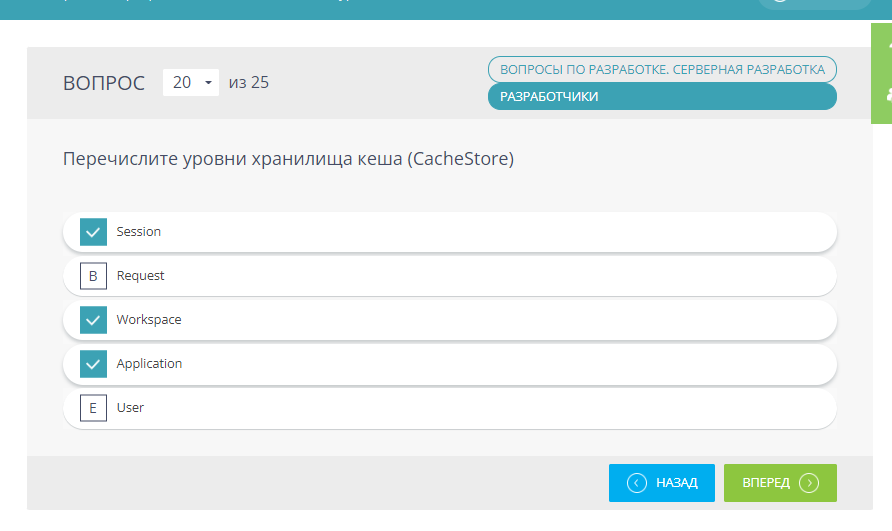 ВОПРОС 20 из 25
ВОПРОСЫ ПО РАЗРАБОТКЕ. СЕРВЕРНАЯ РАЗРАБОТКА
РАЗРАБОТЧИКИ
Перечислите уровни хранилища кеша (CacheStore)
Session
B Request
Workspace
Application
E User
НАЗАД
ВПЕРЕД